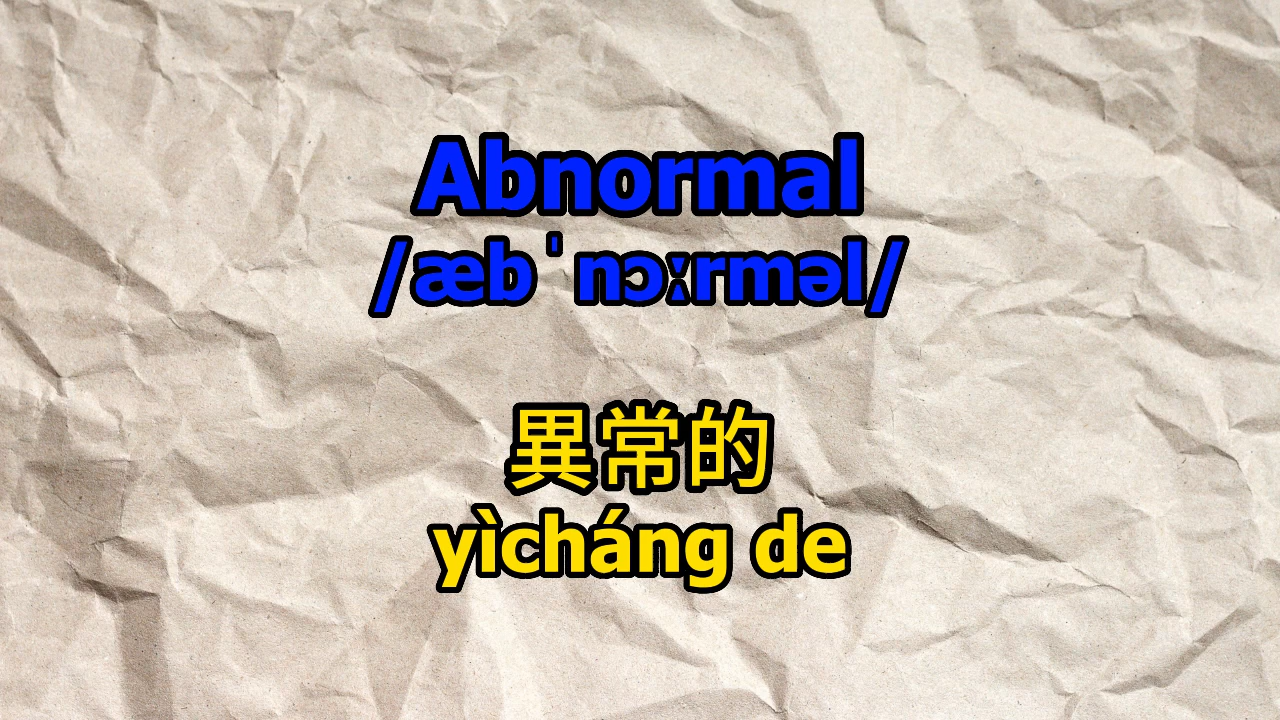 Abnormal
/æbˈnɔːrməl/
異常的
yìcháng de